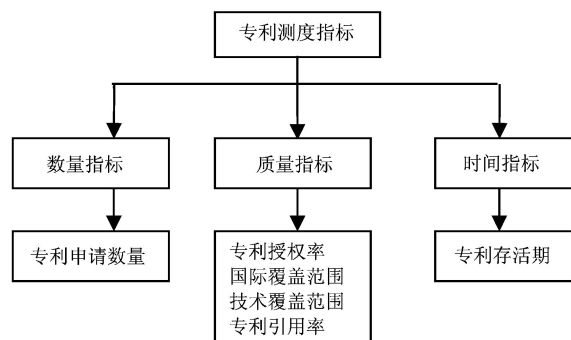 专利测度指标
数量指标
质量指标
时间指标
专利申请数量
专利授权率
国际覆盖范围
技术覆盖范围
专利引用率
专利存活期